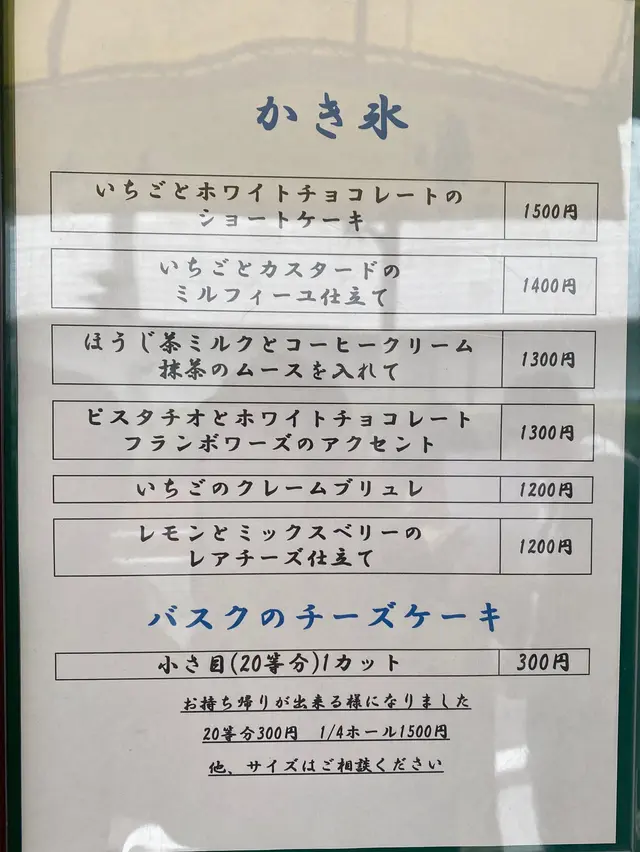 かき氷
いちごとホワイトチョコレートの
ショートケーキ
1500円
いちごとカスタードの
ミルフィーユ仕立て
1400円
ほうじ茶ミルクとコーヒークリーム
抹茶のムースを入れて
1300円
ピスタチオとホワイトチョコレート
フランボワーズのアクセント
1300円
いちごのクレームブリュレ
1200円
レモンとミックスベリーの
レアチーズ仕立て
1200円
バスクのチーズケーキ
小さ目(20等分)1カット
300円
お持ち帰りが出来る様になりました
20等分300円 1/4ホール1500円
他、サイズはご相談ください